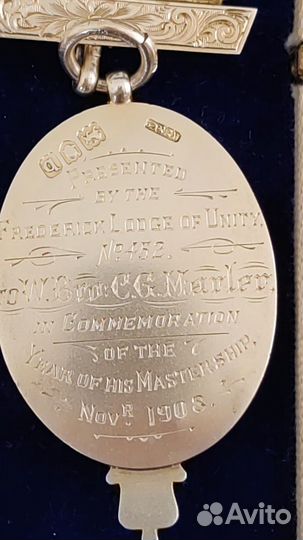 PRESENTED
BY THE
FREDERICK LODGE OF UNITY.
No. 452.
TO W. BRO: C. G. Marler.
IN COMMEMORATION
OF THE
YEAR OF HIS MASTERSHIP,
NOVR 1908.
Avito